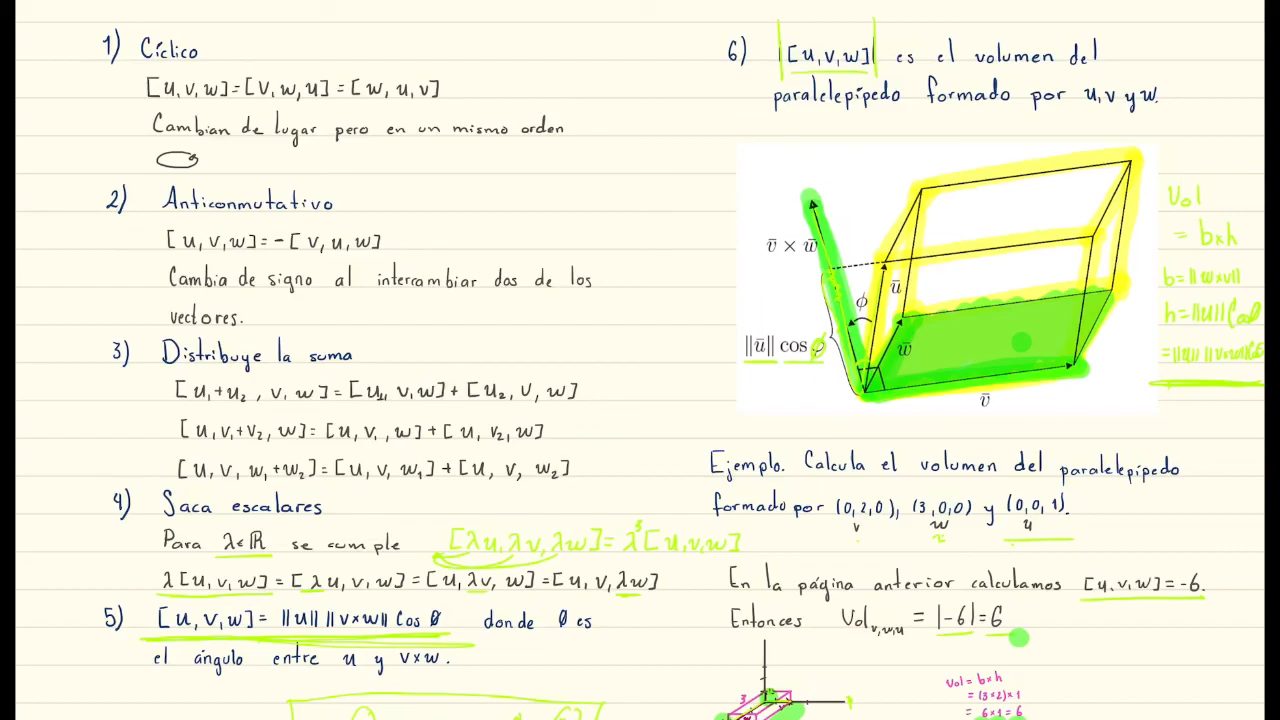 1) Cíclico
[u,v,w]=[v,w,u]=[w,u,v]
Cambian de lugar pero en un mismo orden
2) Anticonmutativo
[u,v,w]=-[v,u,w]
Cambia de signo al intercambiar dos de los
vectores.
3) Distribuye la suma
[u₁+u₂, v, w]=[u₁, v, w]+[u₂, v, w]
[u,v₁+v₂, w]=[u, v₁, w]+[u, v₂, w]
[u, v, w₁+w₂]=[u, v, w₁]+[u, v, w₂]
4) Saca escalares
Para λ∈ℝ se cumple [λu, λv, λw]=λ³[u,v,w]
λ[u,v,w]=[λu,v,w]=[u,λv,w]=[u,v,λw]
5) [u,v,w]=||u|| ||v×w|| Cos ϕ donde ϕ es
el ángulo entre u y v×w.
6) |[u,v,w]| es el volumen del
paralelepípedo formado por u,v y w.
v̄ × w̄
ū
ϕ
‖ū‖ cos ϕ
w̄
v̄
Vol
= b×h
b=||w×v||
Ejemplo. Calcula el volumen del paralelepípedo
formado por (0,2,0), (3,0,0) y (0,0,1).
v w u
En la página anterior calculamos [u,v,w]=-6.
Entonces Vol v,w,u = |-6|=6
3
Vol = b×h
= (3×2)×1
= 6×1=6